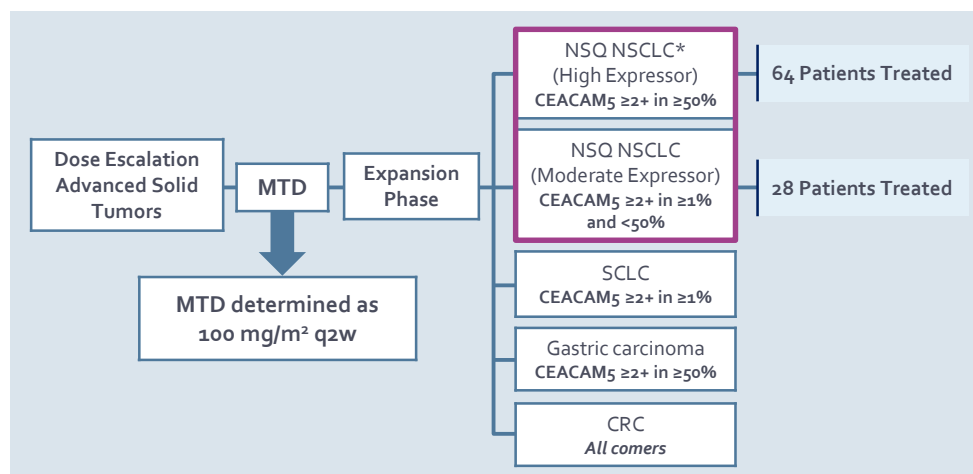 Dose Escalation
Advanced Solid
Tumors
MTD
Expansion
Phase
MTD determined as
100 mg/m² q2w
NSQ NSCLC*
(High Expressor)
CEACAM5 ≥2+ in ≥50%
64 Patients Treated
NSQ NSCLC
(Moderate Expressor)
CEACAM5 ≥2+ in ≥1%
and <50%
28 Patients Treated
SCLC
CEACAM5 ≥2+ in ≥1%
Gastric carcinoma
CEACAM5 ≥2+ in ≥50%
CRC
All comers